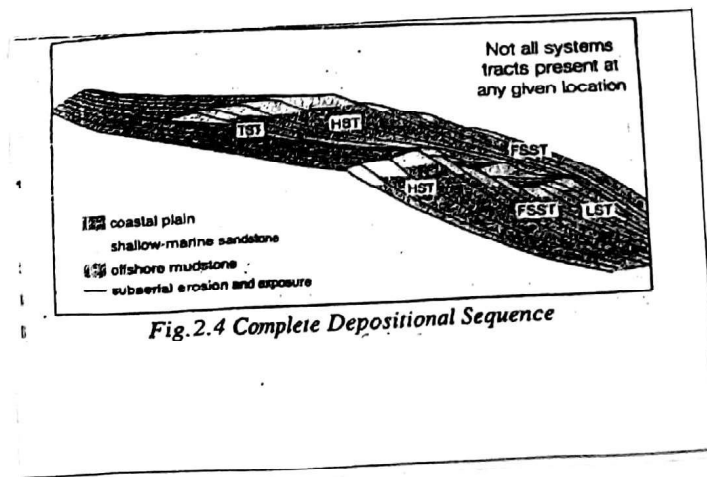 Not all systems
tracts present at
any given location
TST
HST
FSST
HST
FSST
LST
coastal plain
shallow-marine sandstone
offshore mudstone
subaerial erosion and exposure
Fig.2.4 Complete Depositional Sequence